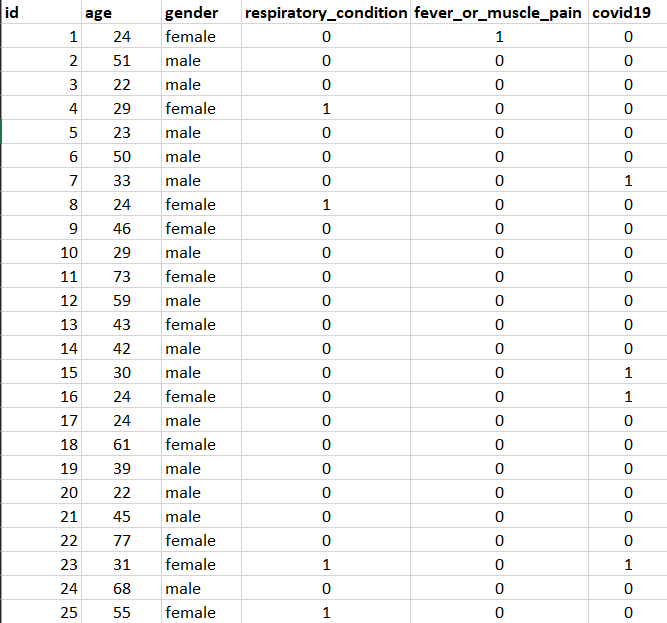 id age gender respiratory_condition fever_or_muscle_pain covid19
1 24 female 0 1 0
2 51 male 0 0 0
3 22 male 0 0 0
4 29 female 1 0 0
5 23 male 0 0 0
6 50 male 0 0 0
7 33 male 0 0 1
8 24 female 1 0 0
9 46 female 0 0 0
10 29 male 0 0 0
11 73 female 0 0 0
12 59 male 0 0 0
13 43 female 0 0 0
14 42 male 0 0 0
15 30 male 0 0 1
16 24 female 0 0 1
17 24 male 0 0 0
18 61 female 0 0 0
19 39 male 0 0 0
20 22 male 0 0 0
21 45 male 0 0 0
22 77 female 0 0 0
23 31 female 1 0 1
24 68 male 0 0 0
25 55 female 1 0 0